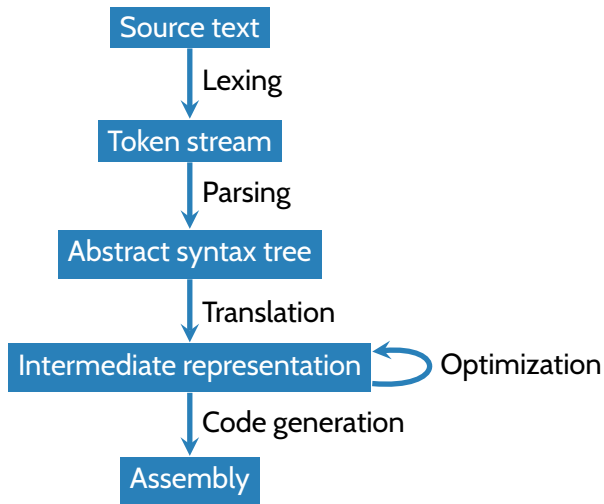 Source text
Lexing
Token stream
Parsing
Abstract syntax tree
Translation
Intermediate representation
Optimization
Code generation
Assembly